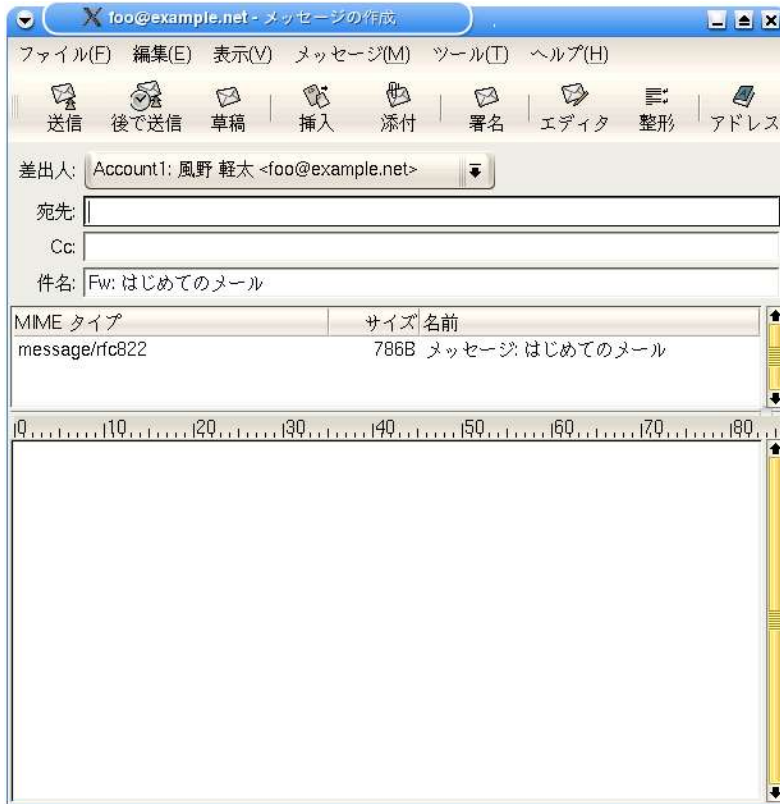 foo@example.net - メッセージの作成
ファイル(F) 編集(E) 表示(V) メッセージ(M) ツール(T) ヘルプ(H)
送信 後で送信 草稿 挿入 添付 署名 エディタ 整形 アドレス
差出人: Account1: 風野 軽太 <foo@example.net>
宛先:
Cc:
件名: Fw: はじめてのメール
MIME タイプ サイズ 名前
message/rfc822 786B メッセージ: はじめてのメール
0 10 20 30 40 50 60 70 80